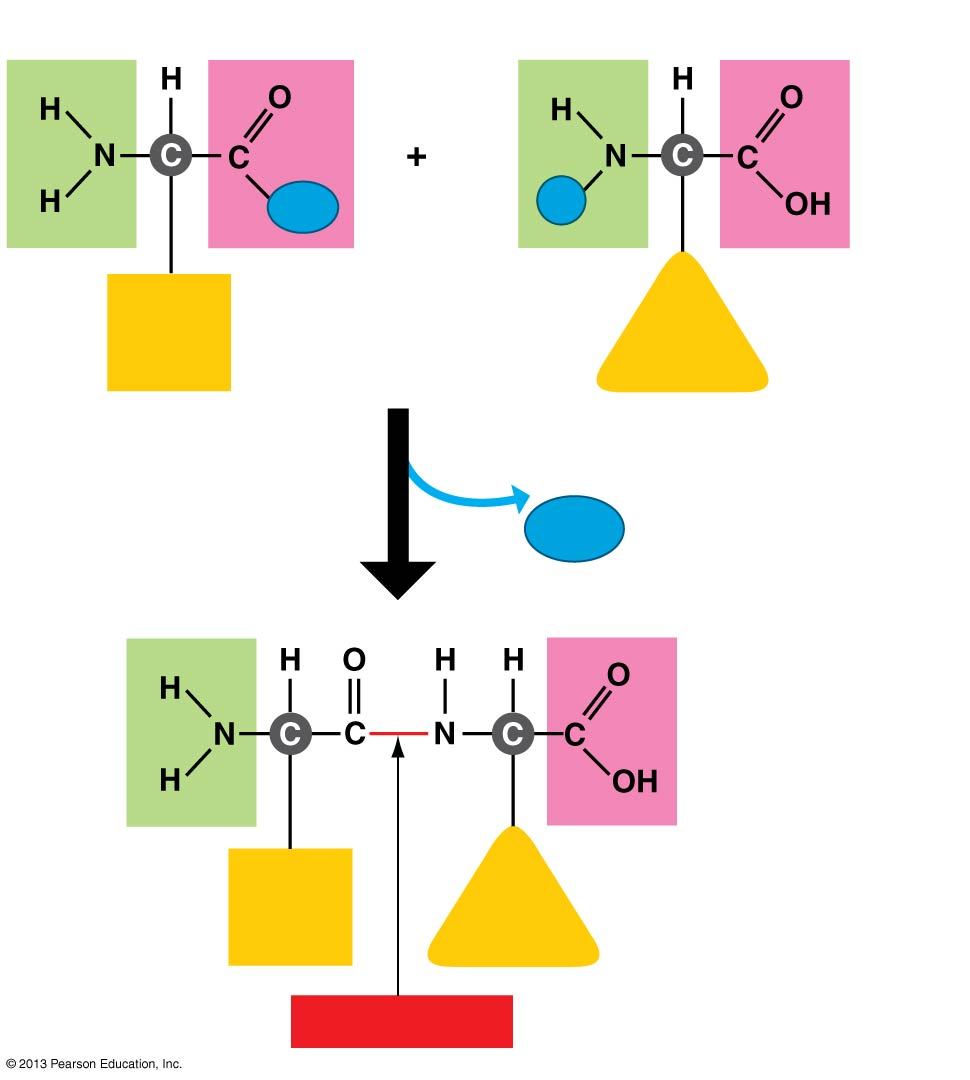 H H O H H O
H N C C + H N C C
H OH
H O H H
H O
N C C N C C
H OH
© 2013 Pearson Education, Inc.